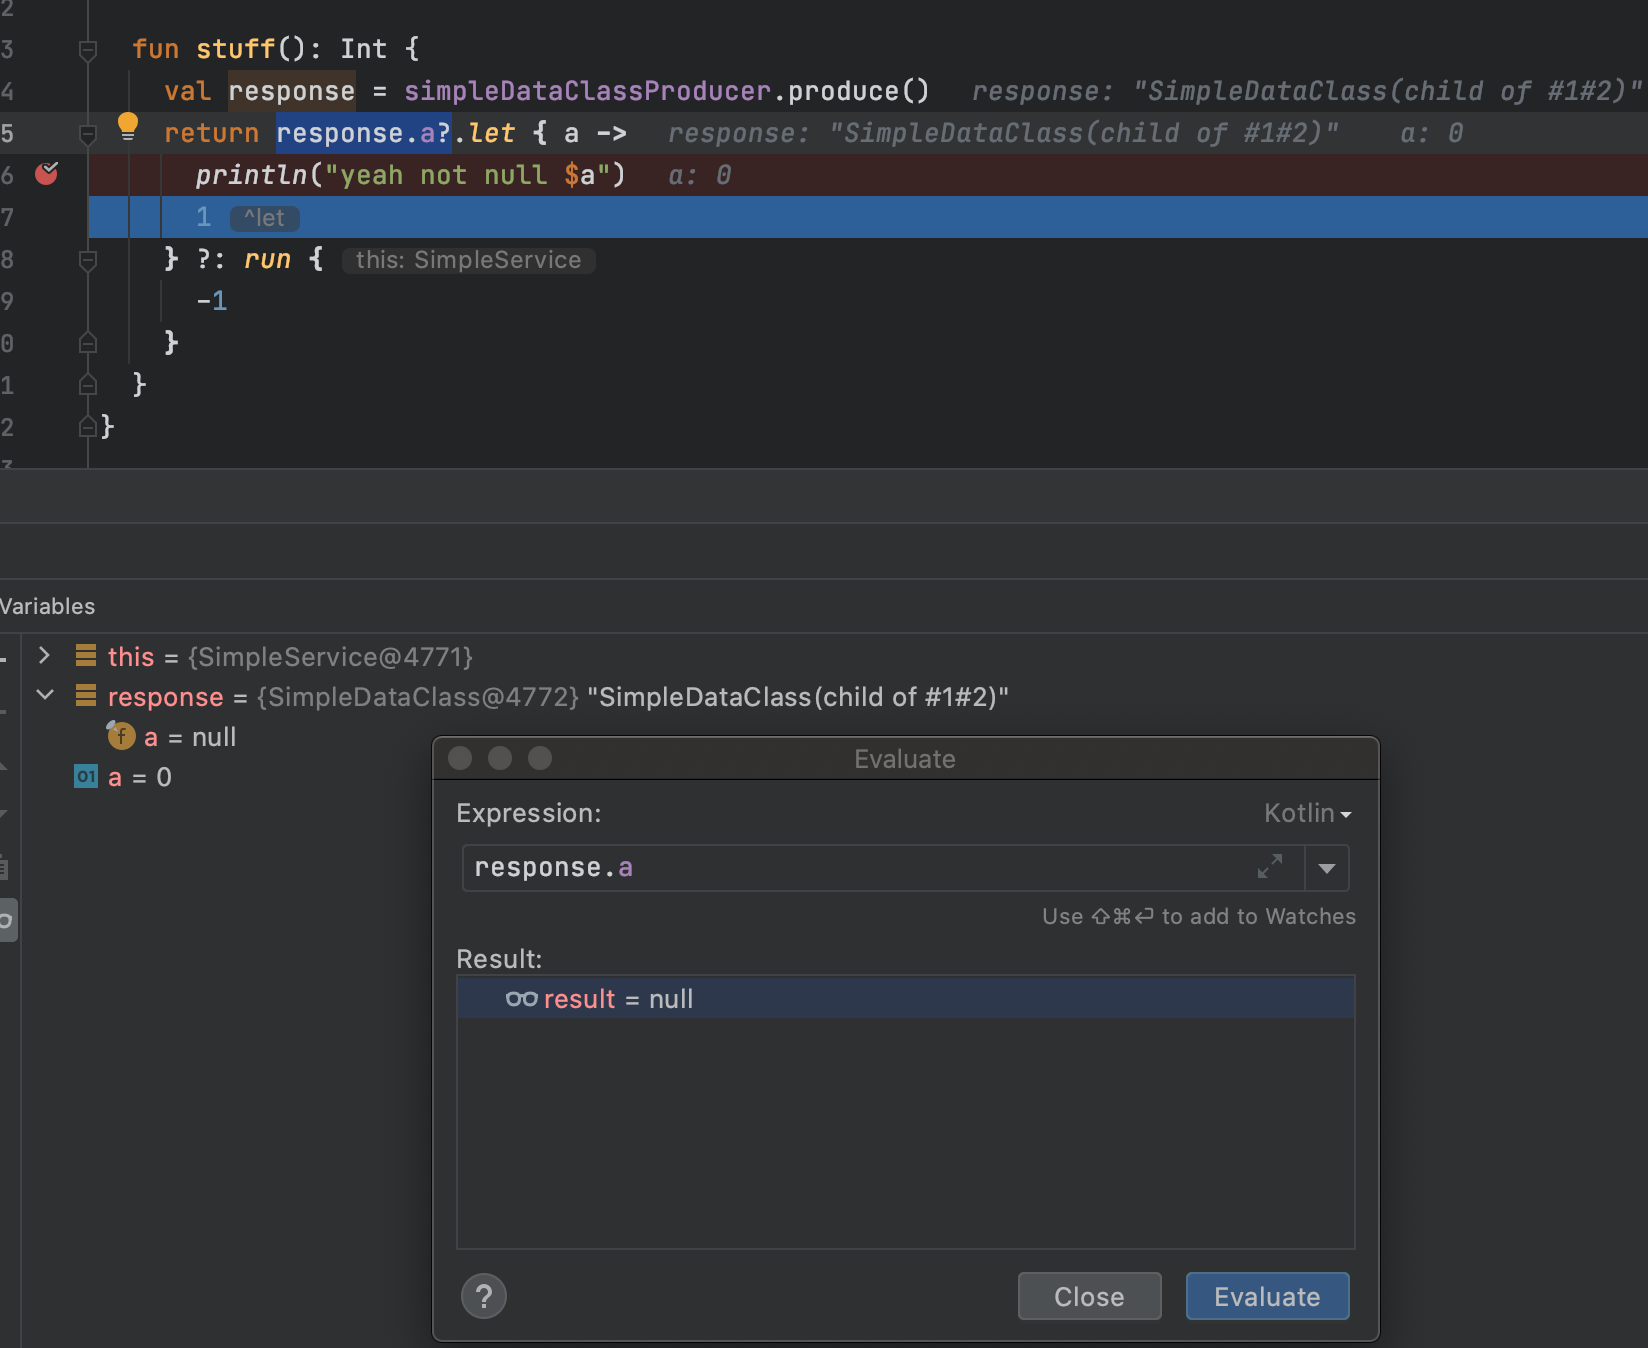 2
3 fun stuff(): Int {
4 val response = simpleDataClassProducer.produce() response: "SimpleDataClass(child of #1#2)"
5 return response.a?.let { a -> response: "SimpleDataClass(child of #1#2)" a: 0
6 println("yeah not null $a") a: 0
7 1 ^let
8 } ?: run { this: SimpleService
9 -1
0 }
1 }
2 }
Variables
this = {SimpleService@4771}
response = {SimpleDataClass@4772} "SimpleDataClass(child of #1#2)"
f a = null
01 a = 0
Evaluate
Expression:
Kotlin
response.a
Use ⇧⌘⏎ to add to Watches
Result:
result = null
?
Close
Evaluate